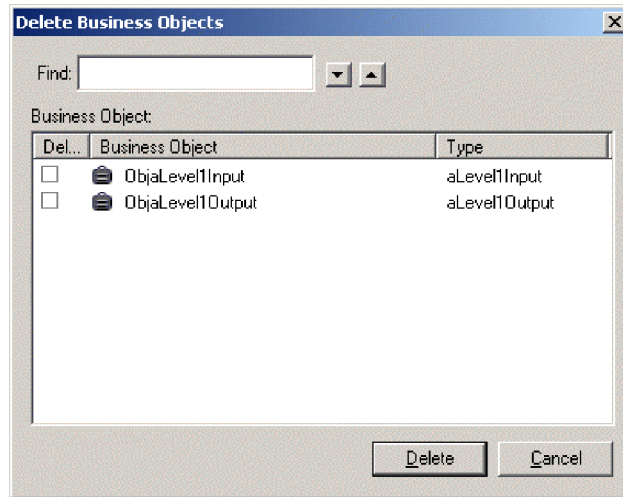 Delete Business Objects
Find:
Business Object:
Del... Business Object Type
ObjaLevel1Input aLevel1Input
ObjaLevel1Output aLevel1Output
Delete Cancel